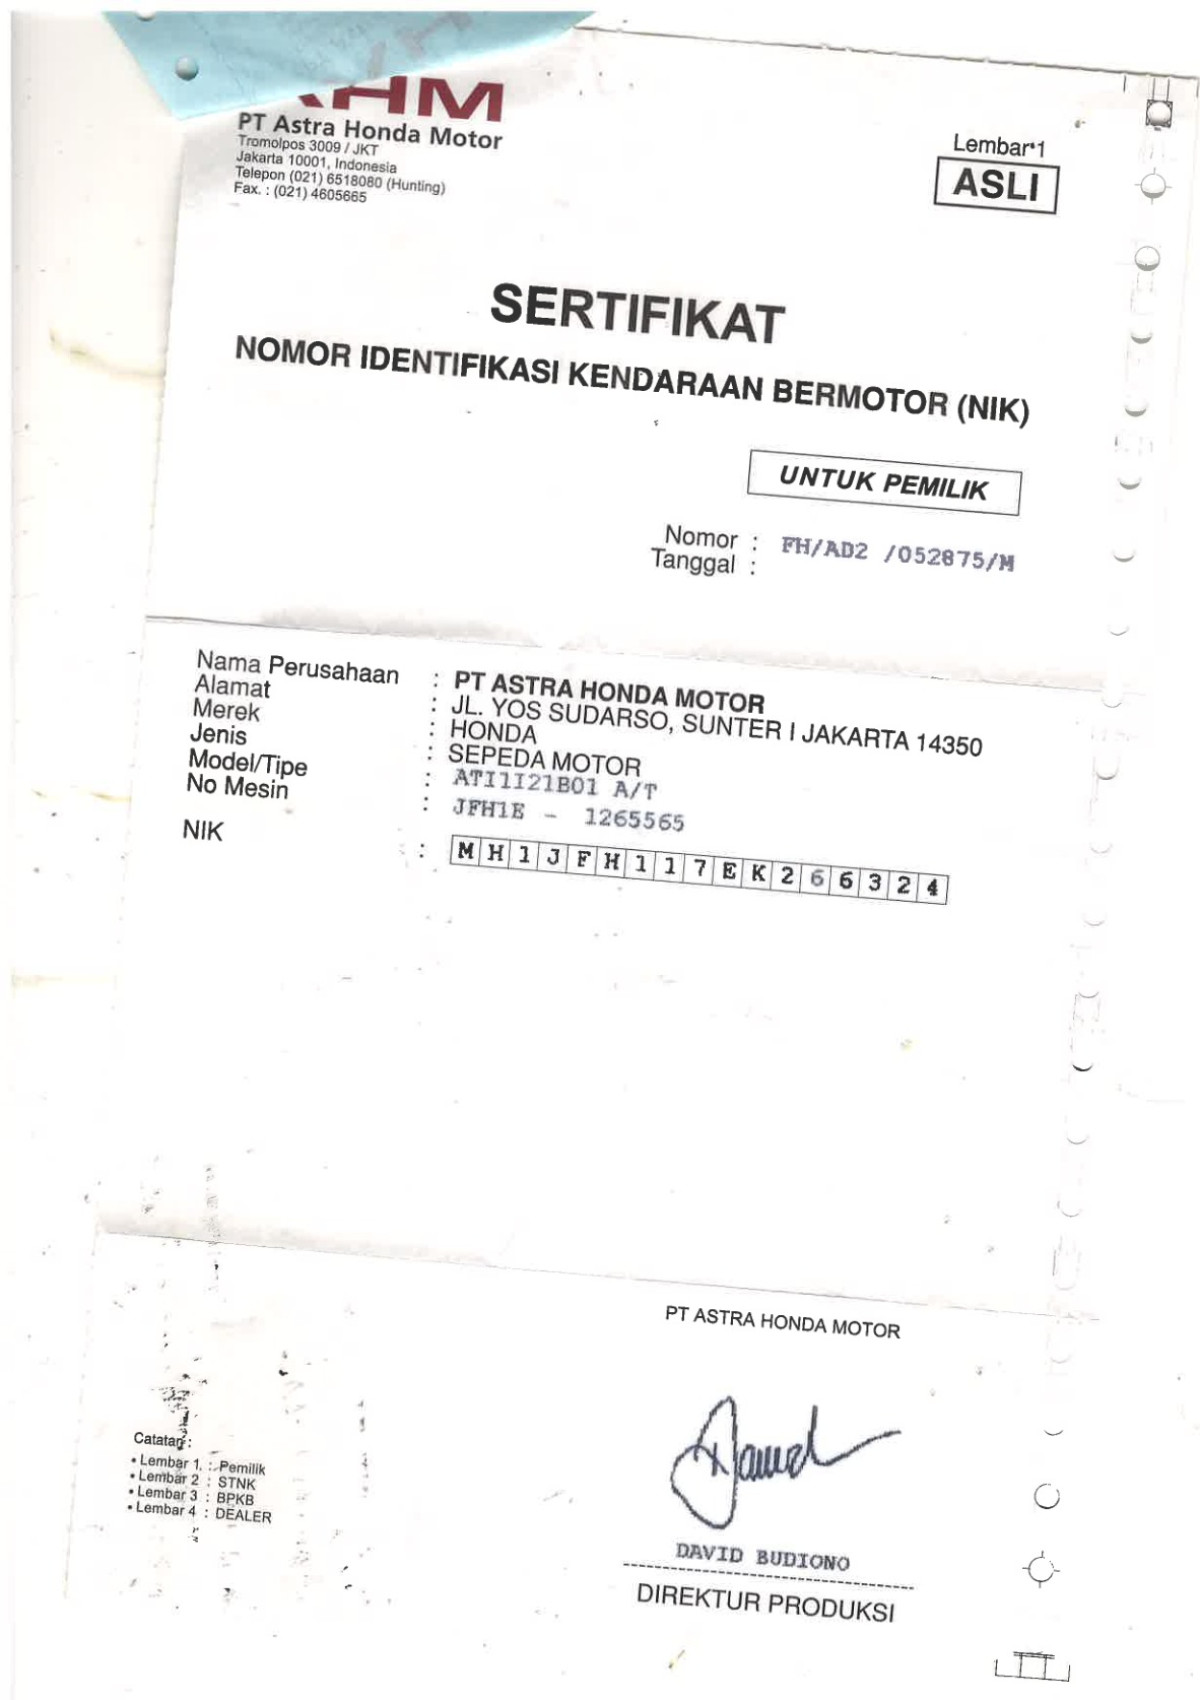 AHM
PT Astra Honda Motor
Tromolpos 3009 / JKT
Jakarta 10001, Indonesia
Telepon (021) 6518080 (Hunting)
Fax. : (021) 4605665
Lembar 1
ASLI
SERTIFIKAT
NOMOR IDENTIFIKASI KENDARAAN BERMOTOR (NIK)
UNTUK PEMILIK
Nomor : FH/AD2 /052875/M
Tanggal :
Nama Perusahaan : PT ASTRA HONDA MOTOR
Alamat : JL. YOS SUDARSO, SUNTER I JAKARTA 14350
Merek : HONDA
Jenis : SEPEDA MOTOR
Model/Tipe : ATI1I21B01 A/T
No Mesin : JFH1E - 1265565
NIK : MH1JFH117EK266324
PT ASTRA HONDA MOTOR
Catatan :
• Lembar 1. : Pemilik
• Lembar 2 : STNK
• Lembar 3 : BPKB
• Lembar 4 : DEALER
DAVID BUDIONO
DIREKTUR PRODUKSI